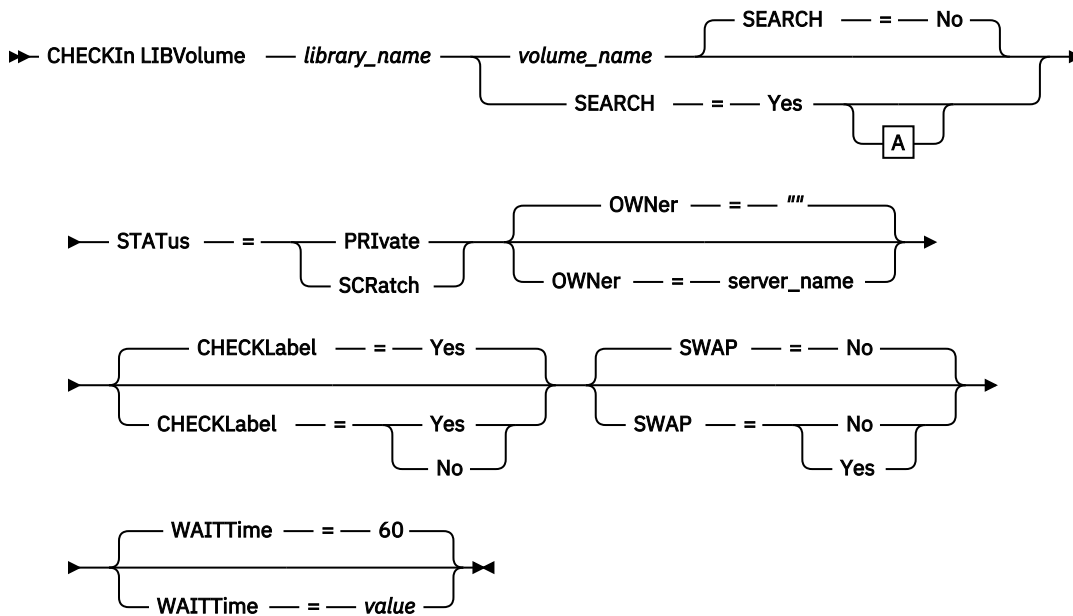 SEARCH = No
CHECKIn LIBVolume library_name volume_name
SEARCH = Yes
A
OWNer = ""
STATus = PRIvate
SCRatch
OWNer = server_name
CHECKLabel = Yes
SWAP = No
CHECKLabel = Yes
No
SWAP = No
Yes
WAITTime = 60
WAITTime = value